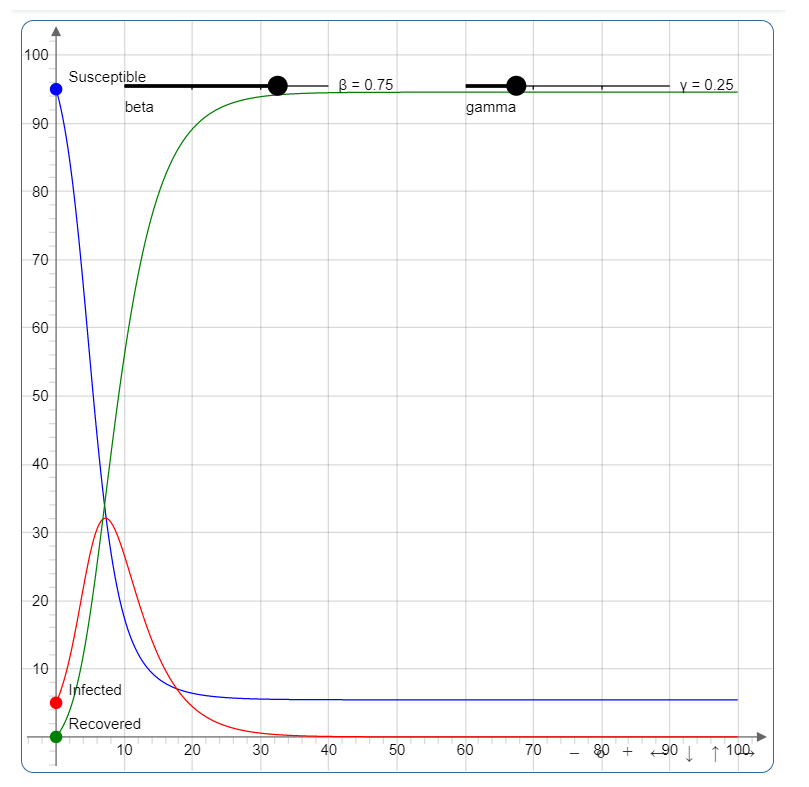 100
Susceptible
β = 0.75
γ = 0.25
beta
gamma
90
80
70
60
50
40
30
20
10
Infected
Recovered
10 20 30 40 50 60 70 80 90 100
− o + ← ↓ ↑ →